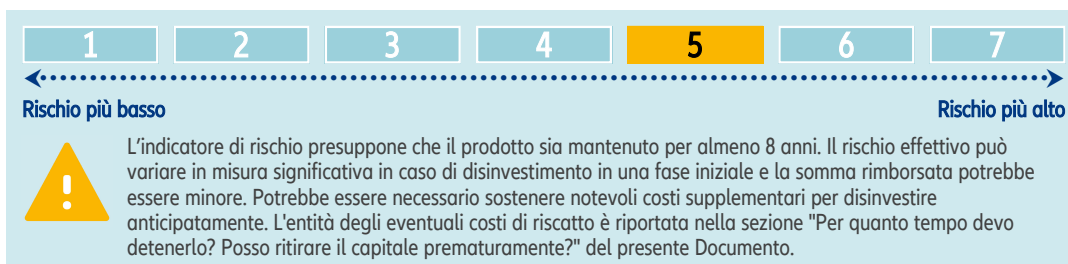 1 2 3 4 5 6 7
Rischio più basso Rischio più alto
L’indicatore di rischio presuppone che il prodotto sia mantenuto per almeno 8 anni. Il rischio effettivo può
variare in misura significativa in caso di disinvestimento in una fase iniziale e la somma rimborsata potrebbe
essere minore. Potrebbe essere necessario sostenere notevoli costi supplementari per disinvestire
anticipatamente. L'entità degli eventuali costi di riscatto è riportata nella sezione "Per quanto tempo devo
detenerlo? Posso ritirare il capitale prematuramente?" del presente Documento.